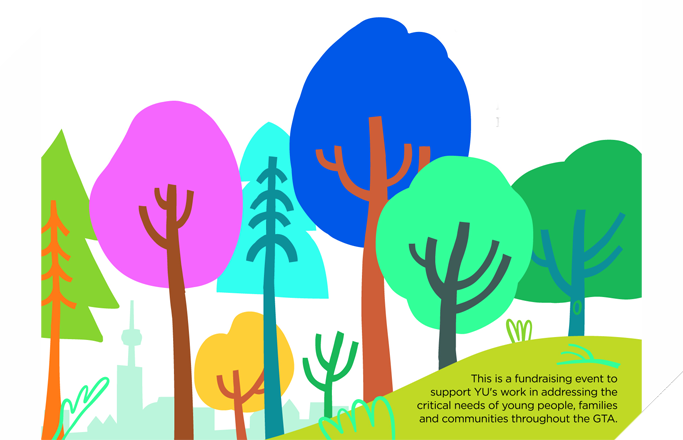 This is a fundraising event to
support YU's work in addressing the
critical needs of young people, families
and communities throughout the GTA.